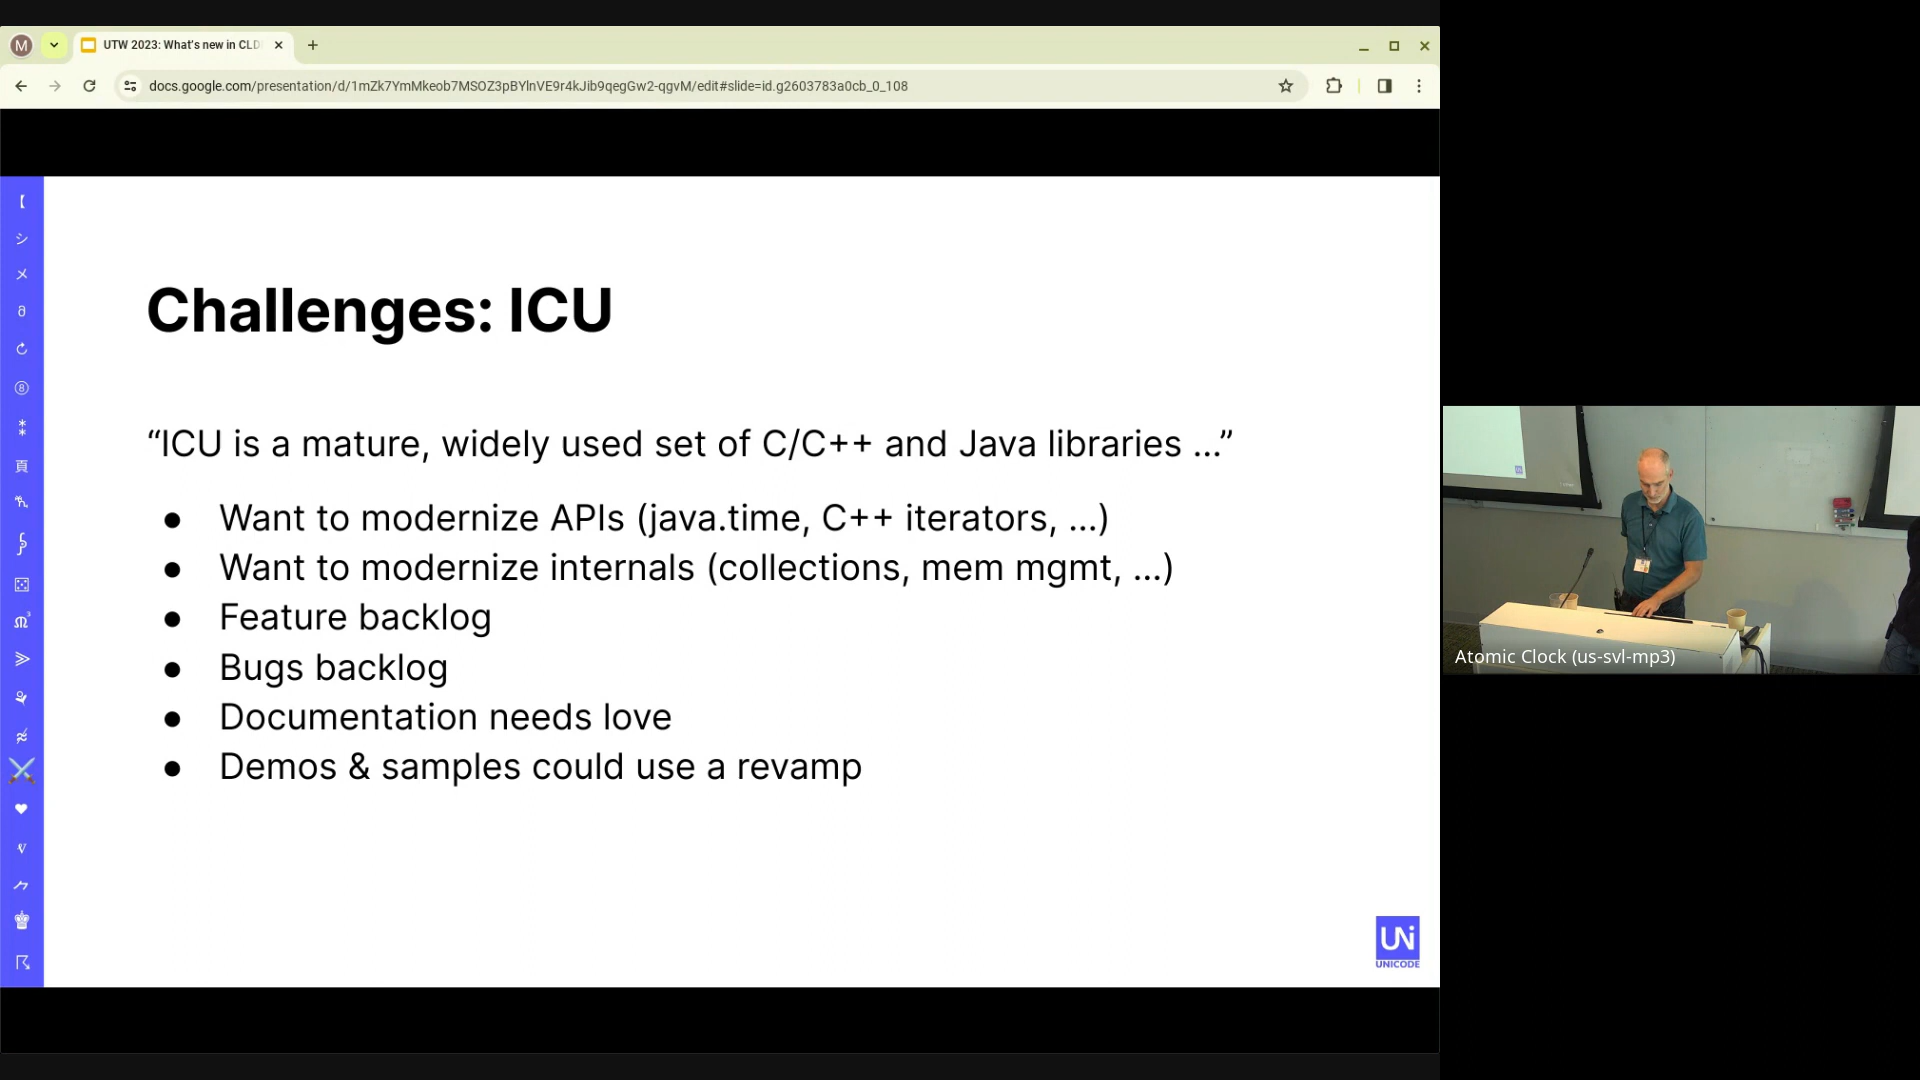 M
UTW 2023: What's new in CLD
docs.google.com/presentation/d/1mZk7YmMkeob7MSOZ3pBYlnVE9r4kJib9qegGw2-qgvM/edit#slide=id.g2603783a0cb_0_108
Challenges: ICU
“ICU is a mature, widely used set of C/C++ and Java libraries ...”
● Want to modernize APIs (java.time, C++ iterators, ...)
● Want to modernize internals (collections, mem mgmt, ...)
● Feature backlog
● Bugs backlog
● Documentation needs love
● Demos & samples could use a revamp
UNi
UNICODE
Atomic Clock (us-svl-mp3)